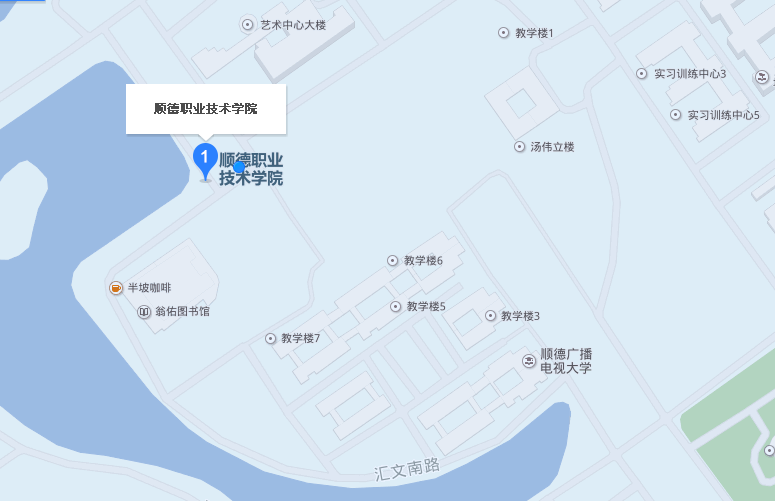 艺术中心大楼
教学楼1
实习训练中心3
顺德职业技术学院
实习训练中心5
汤伟立楼
1
顺德职业
技术学院
教学楼6
半坡咖啡
翁佑图书馆
教学楼5
教学楼3
教学楼7
顺德广播
电视大学
汇文南路